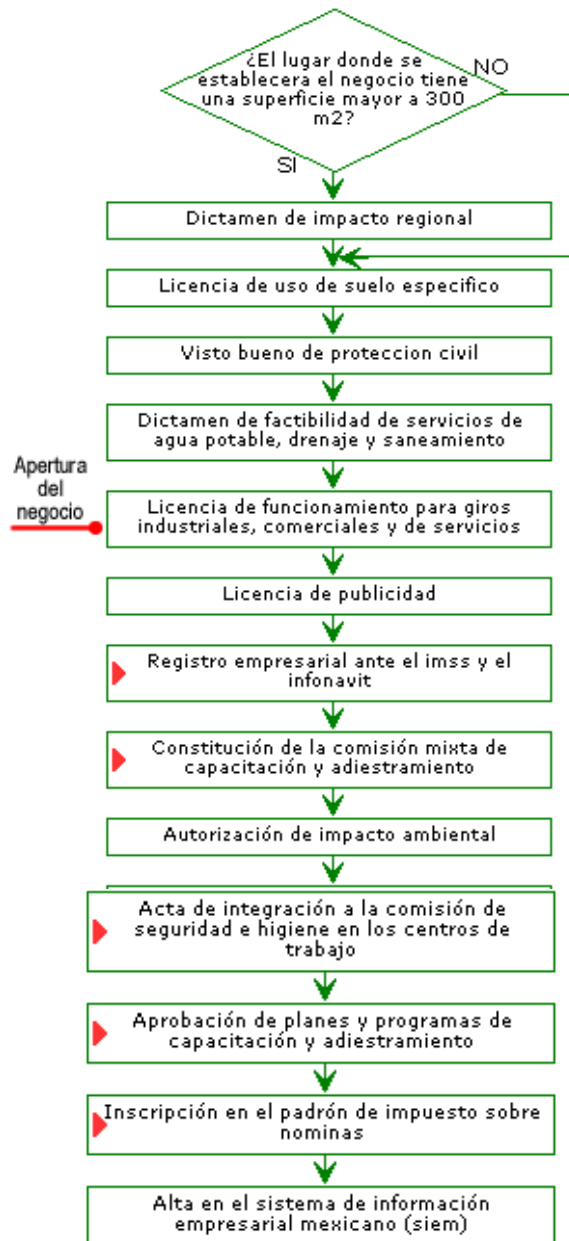 ¿El lugar donde se
establecera el negocio tiene
una superficie mayor a 300
m2?
NO
SI
Dictamen de impacto regional
Licencia de uso de suelo especifico
Visto bueno de proteccion civil
Dictamen de factibilidad de servicios de
agua potable, drenaje y saneamiento
Apertura
del
negocio
Licencia de funcionamiento para giros
industriales, comerciales y de servicios
Licencia de publicidad
Registro empresarial ante el imss y el
infonavit
Constitución de la comisión mixta de
capacitación y adiestramiento
Autorización de impacto ambiental
Acta de integración a la comisión de
seguridad e higiene en los centros de
trabajo
Aprobación de planes y programas de
capacitación y adiestramiento
Inscripción en el padrón de impuesto sobre
nominas
Alta en el sistema de información
empresarial mexicano (siem)